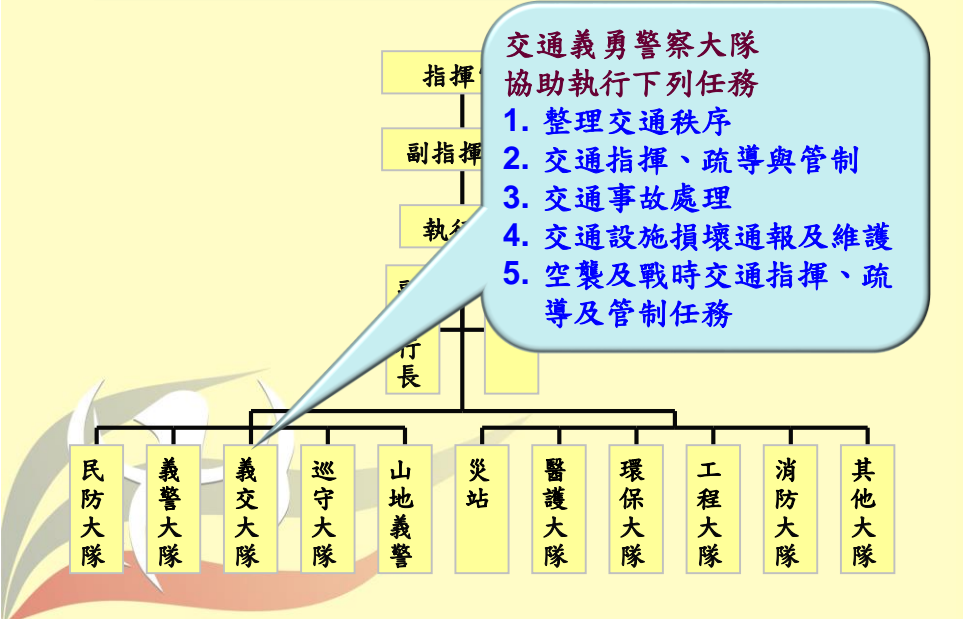 交通義勇警察大隊
協助執行下列任務
1. 整理交通秩序
2. 交通指揮、疏導與管制
3. 交通事故處理
4. 交通設施損壞通報及維護
5. 空襲及戰時交通指揮、疏
導及管制任務
指揮
副指揮
執行
行
長
民防大隊
義警大隊
義交大隊
巡守大隊
山地義警
災站
醫護大隊
環保大隊
工程大隊
消防大隊
其他大隊